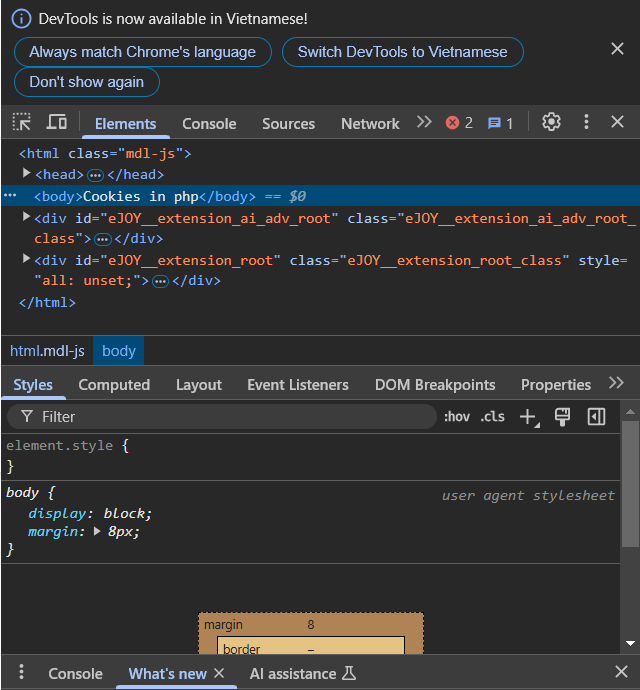 DevTools is now available in Vietnamese!
Always match Chrome's language
Switch DevTools to Vietnamese
Don't show again
Elements Console Sources Network 2 1
<html class="mdl-js">
<head> … </head>
<body>Cookies in php</body> == $0
<div id="eJOY__extension_ai_adv_root" class="eJOY__extension_ai_adv_root_
class"> … </div>
<div id="eJOY__extension_root" class="eJOY__extension_root_class" style=
"all: unset;"> … </div>
</html>
html.mdl-js body
Styles Computed Layout Event Listeners DOM Breakpoints Properties
Filter :hov .cls
element.style {
}
body { user agent stylesheet
display: block;
margin: 8px;
}
margin 8
border –
Console What's new AI assistance